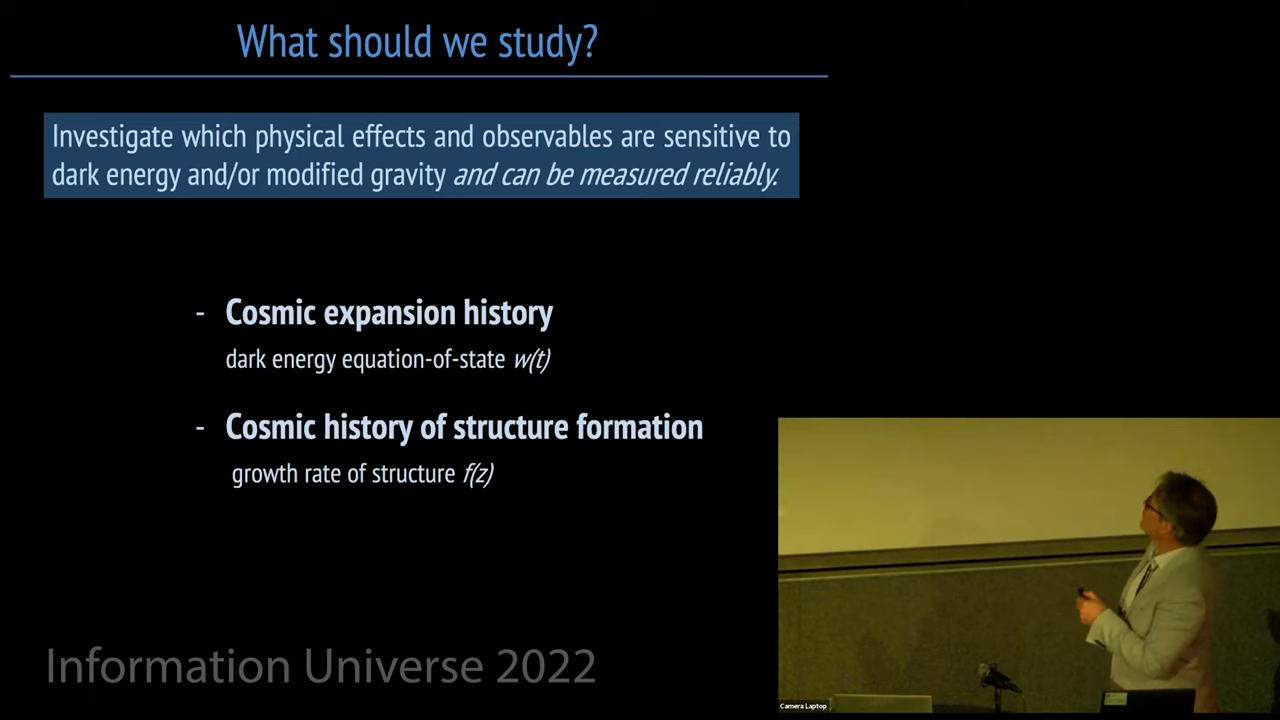 What should we study?
Investigate which physical effects and observables are sensitive to
dark energy and/or modified gravity and can be measured reliably.
- Cosmic expansion history
dark energy equation-of-state w(t)
- Cosmic history of structure formation
growth rate of structure f(z)
Information Universe 2022
Camera Laptop